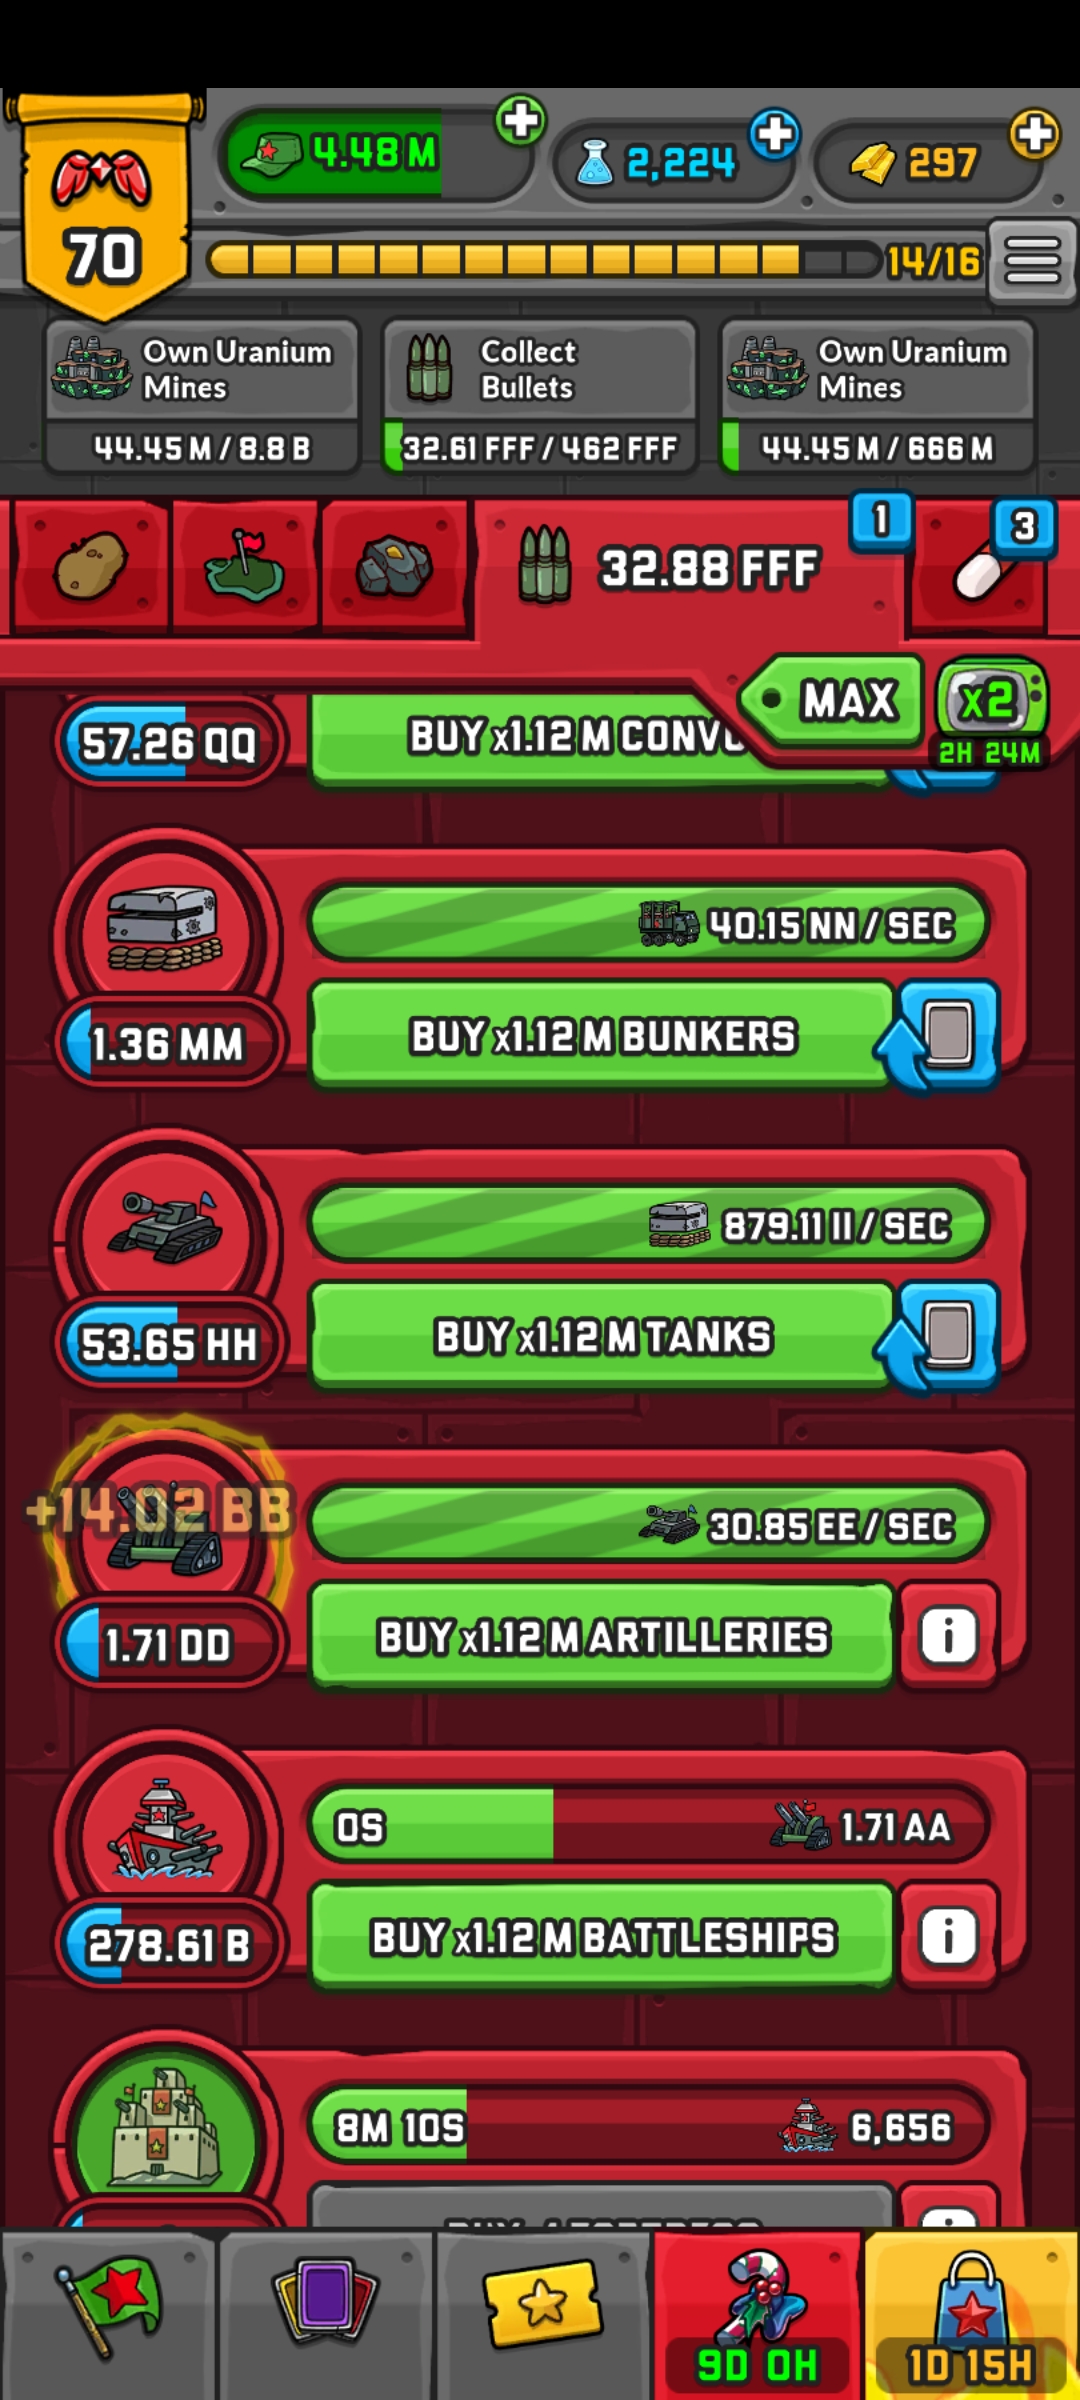 4.48 M
2,224
297
70
14/16
Own Uranium
Mines
44.45 M / 8.8 B
Collect
Bullets
32.61 FFF / 462 FFF
Own Uranium
Mines
44.45 M / 666 M
32.88 FFF
1
3
MAX
x2
2H 24M
57.26 QQ
BUY x1.12 M
40.15 NN / SEC
1.36 MM
BUY x1.12 M BUNKERS
879.11 II / SEC
53.65 HH
BUY x1.12 M TANKS
+14.02 BB
30.85 EE / SEC
1.71 DD
BUY x1.12 M ARTILLERIES
i
0S
1.71 AA
278.61 B
BUY x1.12 M BATTLESHIPS
i
8M 10S
6,656
9D 0H
1D 15H